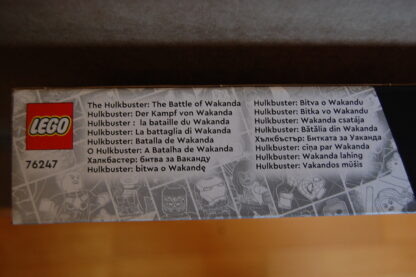 LEGO
76247
The Hulkbuster: The Battle of Wakanda
Hulkbuster: Der Kampf von Wakanda
Hulkbuster : la bataille du Wakanda
Hulkbuster: La battaglia di Wakanda
Hulkbuster: Batalla de Wakanda
O Hulkbuster: A Batalha de Wakanda
Халкбастер: битва за Ваканду
Hulkbuster: bitwa o Wakandę
Hulkbuster: Bitva o Wakandu
Hulkbuster: Bitka vo Wakande
Hulkbuster: Wakanda csatája
Hulkbuster: Bătălia din Wakanda
Хълкбъстър: Битката за Уаканда
Hulkbuster: cīņa par Wakanda
Hulkbuster: Wakanda lahing
Hulkbuster: Vakandos mūšis